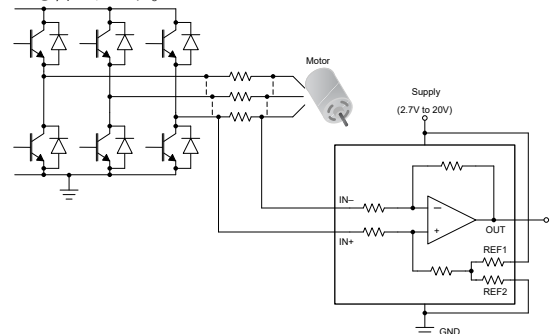 Motor
Supply
(2.7V to 20V)
IN–
OUT
IN+
REF1
REF2
GND